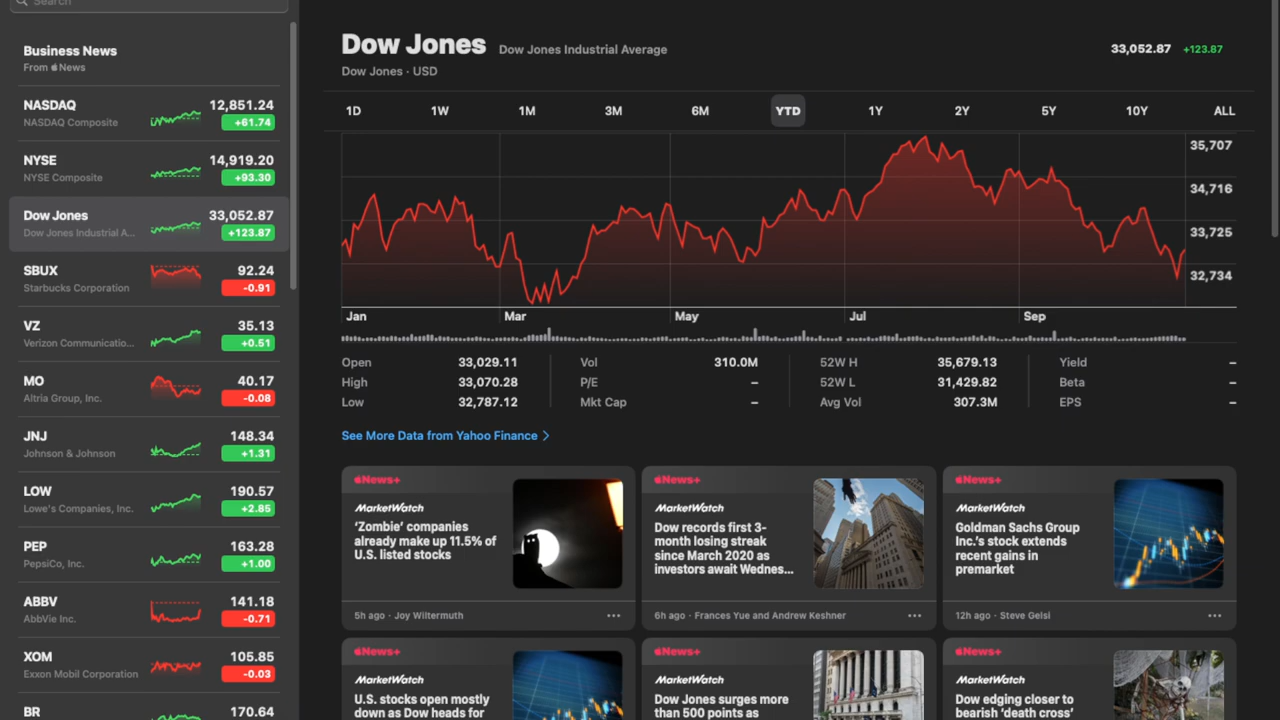 Search
Business News
From News
NASDAQ 12,851.24
NASDAQ Composite +61.74
NYSE 14,919.20
NYSE Composite +93.30
Dow Jones 33,052.87
Dow Jones Industrial A... +123.87
SBUX 92.24
Starbucks Corporation -0.91
VZ 35.13
Verizon Communicatio... +0.51
MO 40.17
Altria Group, Inc. -0.08
JNJ 148.34
Johnson & Johnson +1.31
LOW 190.57
Lowe's Companies, Inc. +2.85
PEP 163.28
PepsiCo, Inc. +1.00
ABBV 141.18
AbbVie Inc. -0.71
XOM 105.85
Exxon Mobil Corporation -0.03
BR 170.64
Dow Jones Dow Jones Industrial Average 33,052.87 +123.87
Dow Jones · USD
1D 1W 1M 3M 6M YTD 1Y 2Y 5Y 10Y ALL
35,707
34,716
33,725
32,734
Jan Mar May Jul Sep
Open 33,029.11 Vol 310.0M 52W H 35,679.13 Yield –
High 33,070.28 P/E – 52W L 31,429.82 Beta –
Low 32,787.12 Mkt Cap – Avg Vol 307.3M EPS –
See More Data from Yahoo Finance >
News+
MarketWatch
‘Zombie’ companies
already make up 11.5% of
U.S. listed stocks
5h ago · Joy Wiltermuth ...
News+
MarketWatch
Dow records first 3-
month losing streak
since March 2020 as
investors await Wednes...
6h ago · Frances Yue and Andrew Keshner ...
News+
MarketWatch
Goldman Sachs Group
Inc.'s stock extends
recent gains in
premarket
12h ago · Steve Gelsi ...
News+
MarketWatch
U.S. stocks open mostly
down as Dow heads for
News+
MarketWatch
Dow Jones surges more
than 500 points as
News+
MarketWatch
Dow edging closer to
bearish ‘death cross’